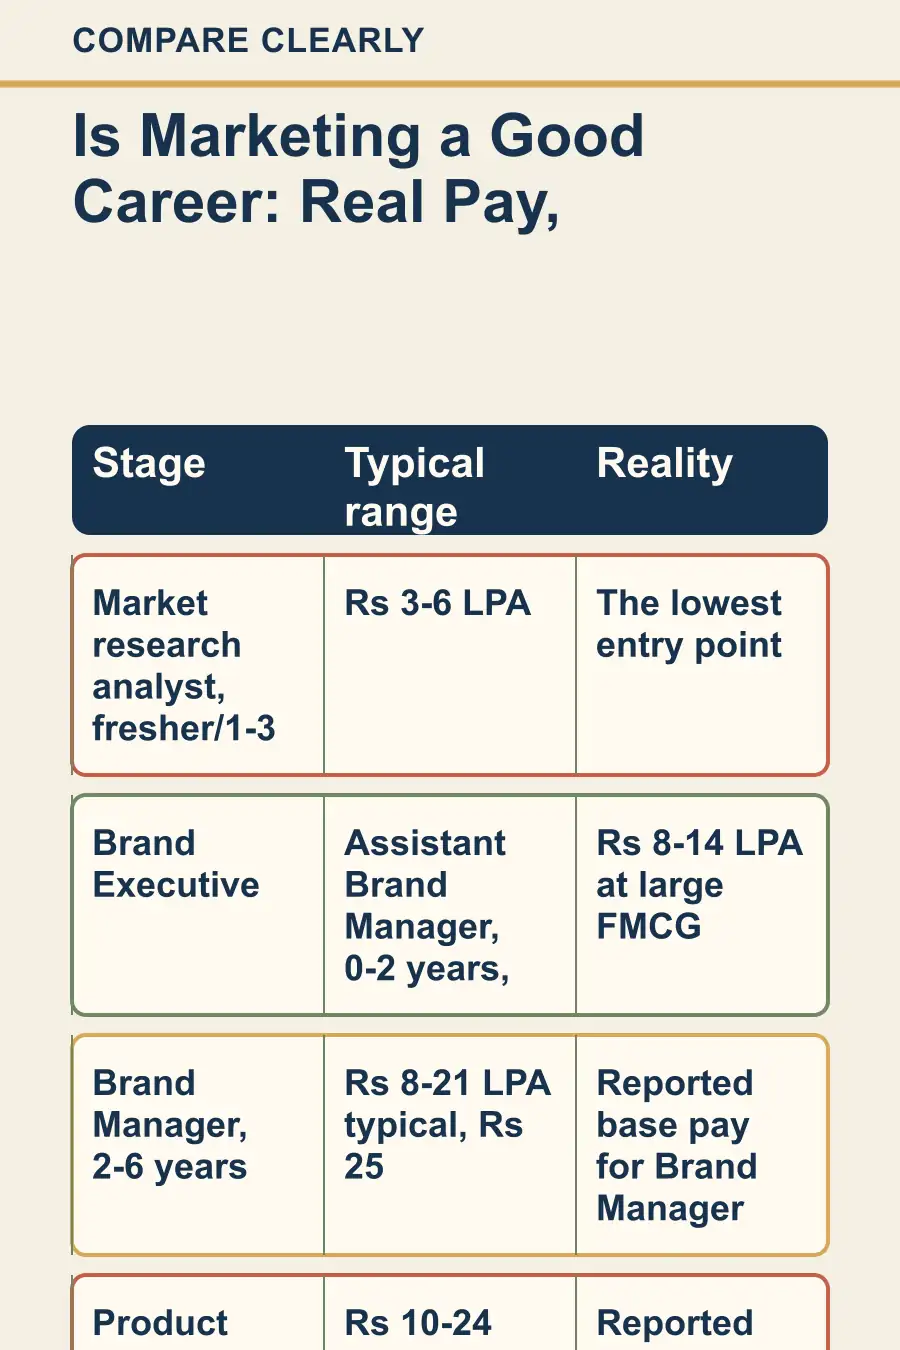 COMPARE CLEARLY
Is Marketing a Good
Career: Real Pay,
Stage
Typical
range
Reality
Market
research
analyst,
fresher/1-3
Rs 3-6 LPA
The lowest
entry point
Brand
Executive
Assistant
Brand
Manager,
0-2 years,
Rs 8-14 LPA
at large
FMCG
Brand
Manager,
2-6 years
Rs 8-21 LPA
typical, Rs
25
Reported
base pay
for Brand
Manager
Product
Rs 10-24
Reported